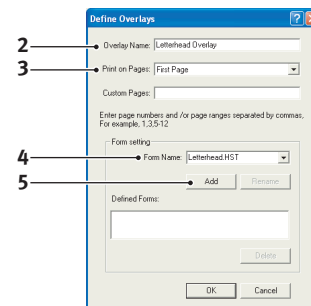 Define Overlays
2 Overlay Name: Letterhead Overlay
3 Print on Pages: First Page
Custom Pages:
Enter page numbers and /or page ranges separated by commas,
For example, 1,3,5-12
Form setting
4 Form Name: Letterhead.HST
5 Add Rename
Defined Forms:
Delete
OK Cancel